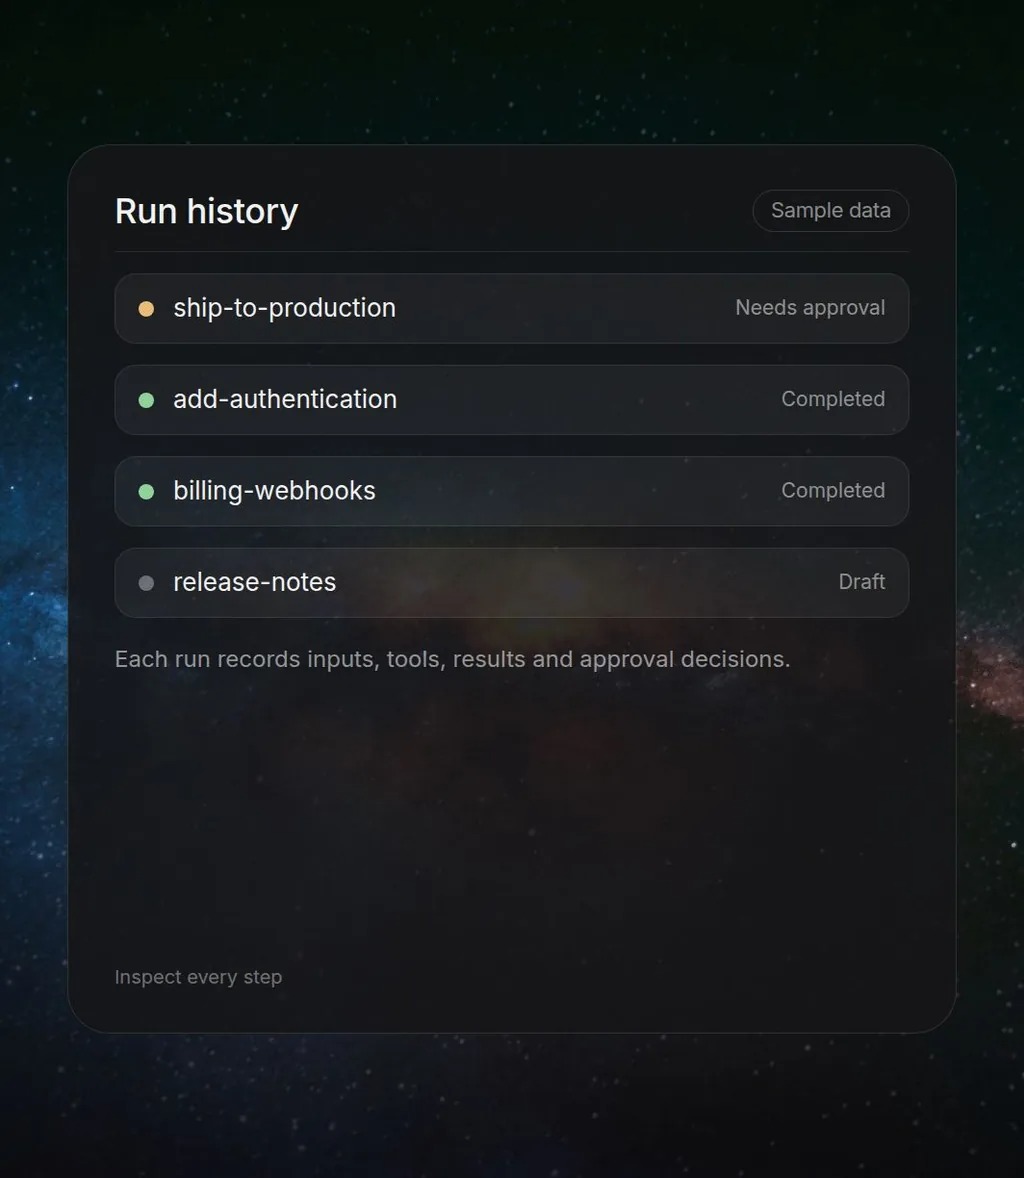 Run history
Sample data
ship-to-production
Needs approval
add-authentication
Completed
billing-webhooks
Completed
release-notes
Draft
Each run records inputs, tools, results and approval decisions.
Inspect every step